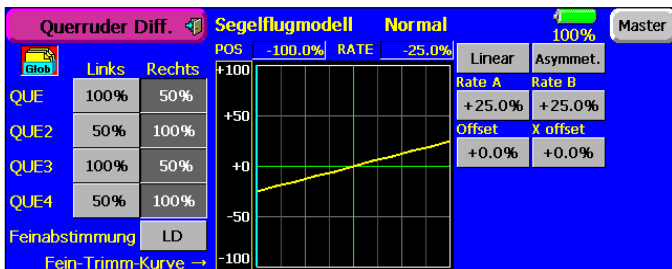 Querruder Diff. Segelflugmodell Normal 100% Master
POS -100.0% RATE -25.0%
Glob Links Rechts
QUE 100% 50%
QUE2 50% 100%
QUE3 100% 50%
QUE4 50% 100%
Feinabstimmung LD
Fein-Trimm-Kurve →
+100
+50
+0
-50
-100
Linear Asymmet.
Rate A Rate B
+25.0% +25.0%
Offset X offset
+0.0% +0.0%